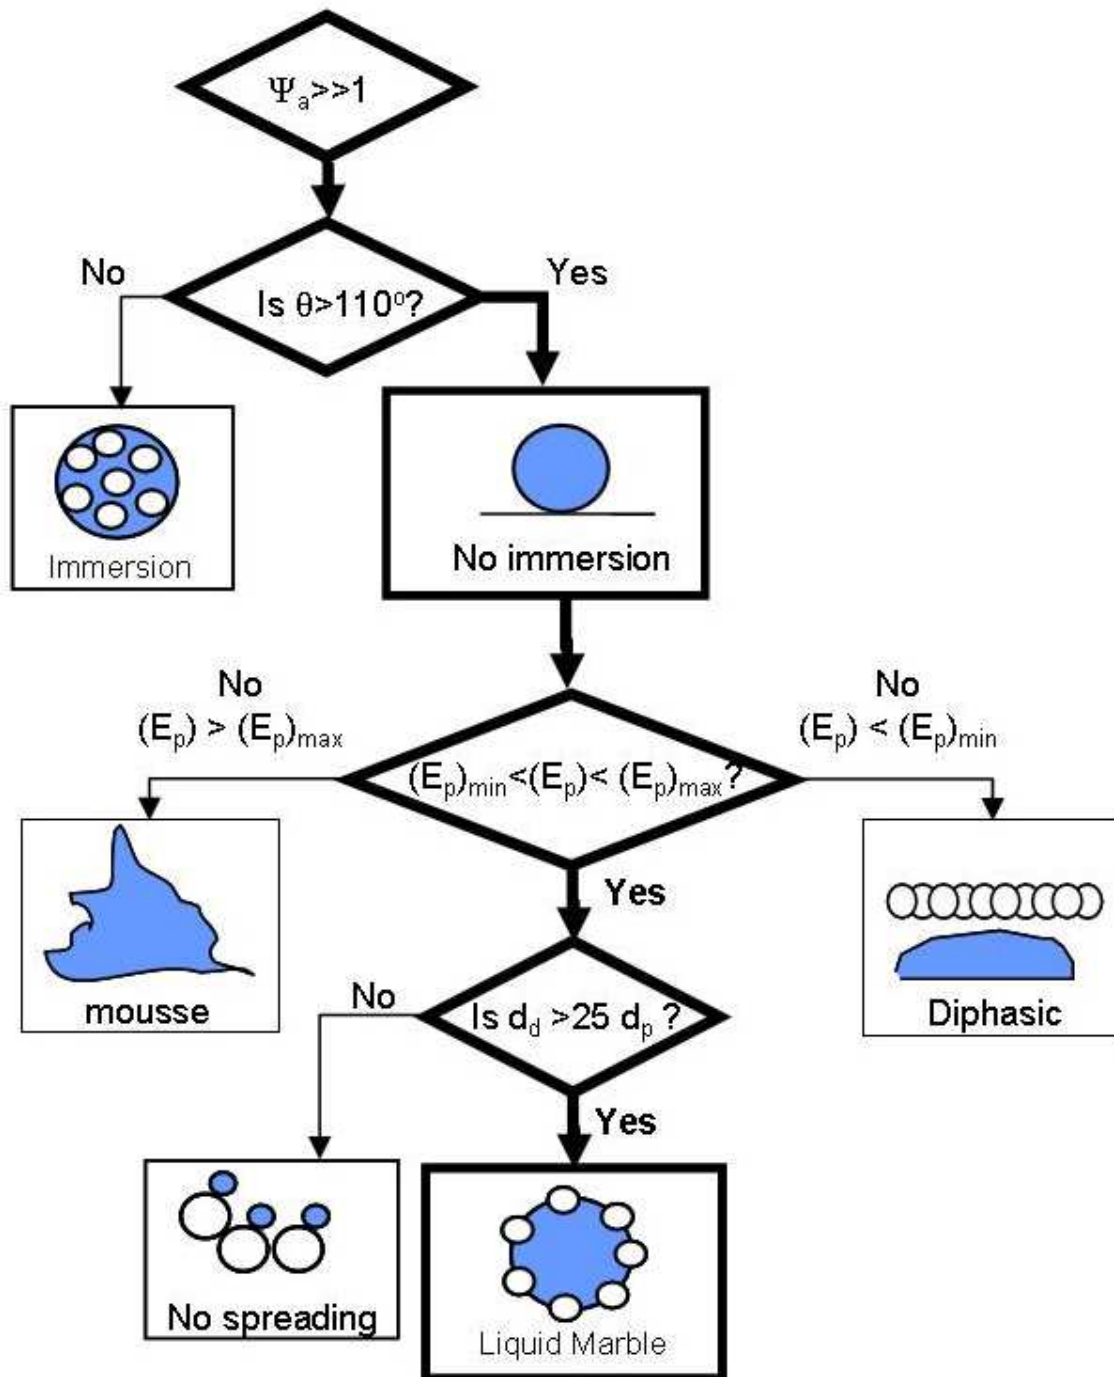 Ψa>>1
No
Yes
Is θ>110º?
Immersion
No immersion
No
(Ep) > (Ep)max
No
(Ep) < (Ep)min
(Ep)min<(Ep)< (Ep)max?
Yes
mousse
Diphasic
No
Is dd >25 dp ?
Yes
No spreading
Liquid Marble